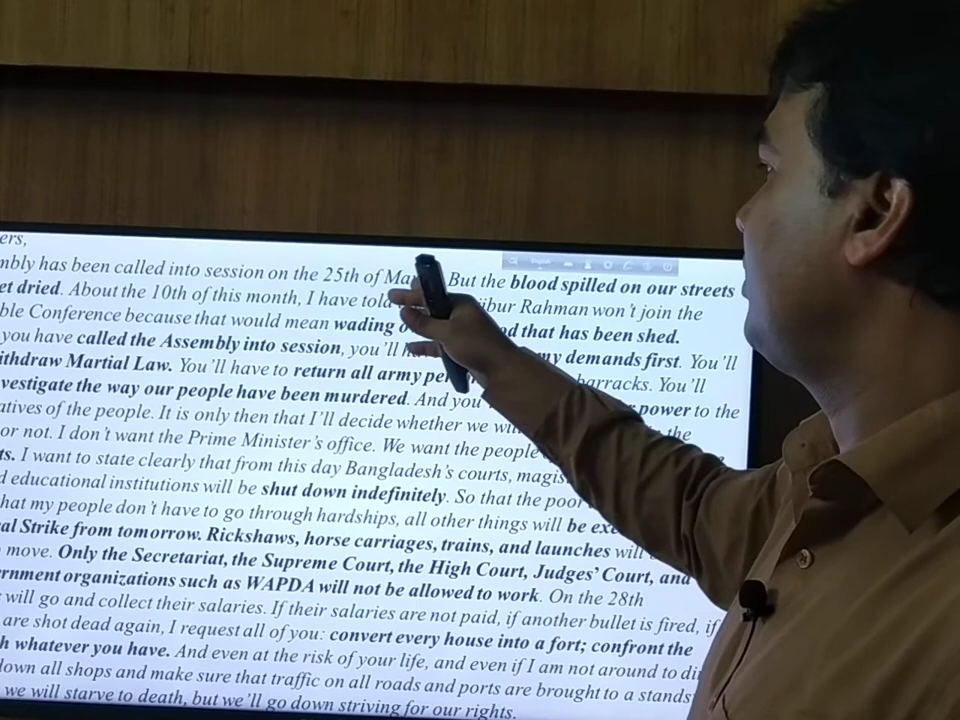 ers,
mbly has been called into session on the 25th of Ma But the blood spilled on our streets
et dried. About the 10th of this month, I have told Rahman won't join the
ble Conference because that would mean wading that has been shed.
you have called the Assembly into session, you'll my demands first. You'll
ithdraw Martial Law. You'll have to return all army barracks. You'll
vestigate the way our people have been murdered. And you power to the
atives of the people. It is only then that I'll decide whether we the
or not. I don't want the Prime Minister's office. We want the people
ts. I want to state clearly that from this day Bangladesh's courts,
d educational institutions will be shut down indefinitely. So that the poor
hat my people don't have to go through hardships, all other things will be
al Strike from tomorrow. Rickshaws, horse carriages, trains, and launches will
move. Only the Secretariat, the Supreme Court, the High Court, Judges' Court, and
rnment organizations such as WAPDA will not be allowed to work. On the 28th
will go and collect their salaries. If their salaries are not paid, if another bullet is fired, if
are shot dead again, I request all of you: convert every house into a fort; confront the
h whatever you have. And even at the risk of your life, and even if I am not around to di
down all shops and make sure that traffic on all roads and ports are brought to a stands
we will starve to death, but we'll go down striving for our rights.